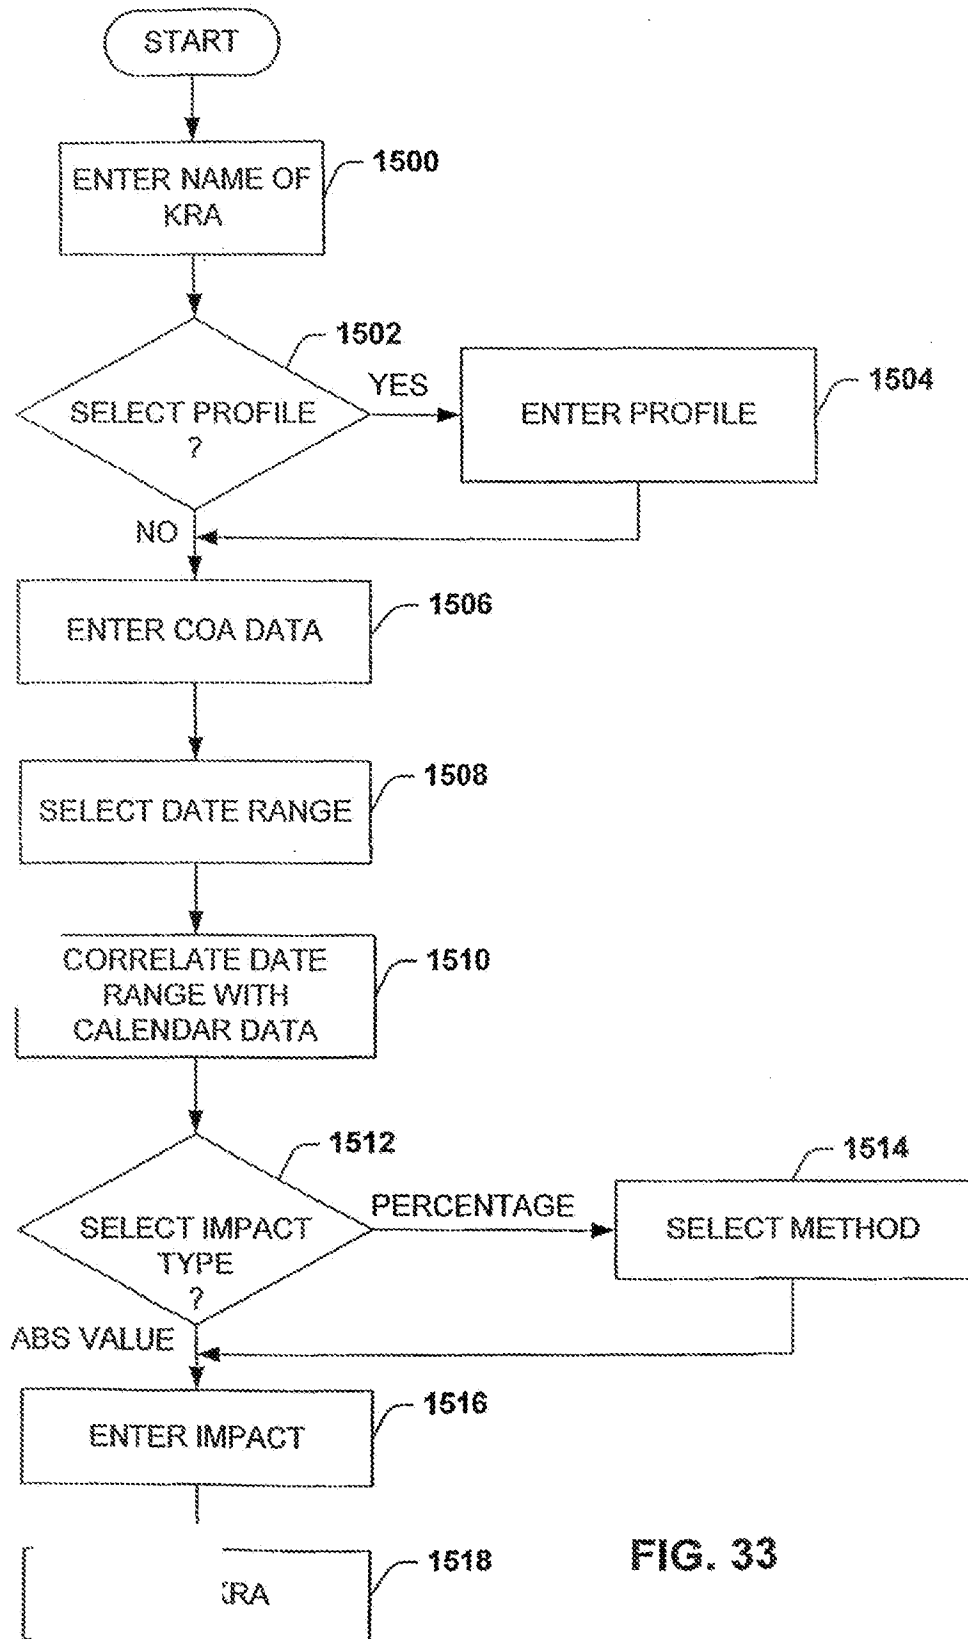 START
ENTER NAME OF
KRA
1500
1502
SELECT PROFILE
?
YES
ENTER PROFILE
1504
NO
ENTER COA DATA
1506
SELECT DATE RANGE
1508
CORRELATE DATE
RANGE WITH
CALENDAR DATA
1510
1512
SELECT IMPACT
TYPE
?
PERCENTAGE
1514
SELECT METHOD
ABS VALUE
ENTER IMPACT
1516
KRA
1518
FIG. 33